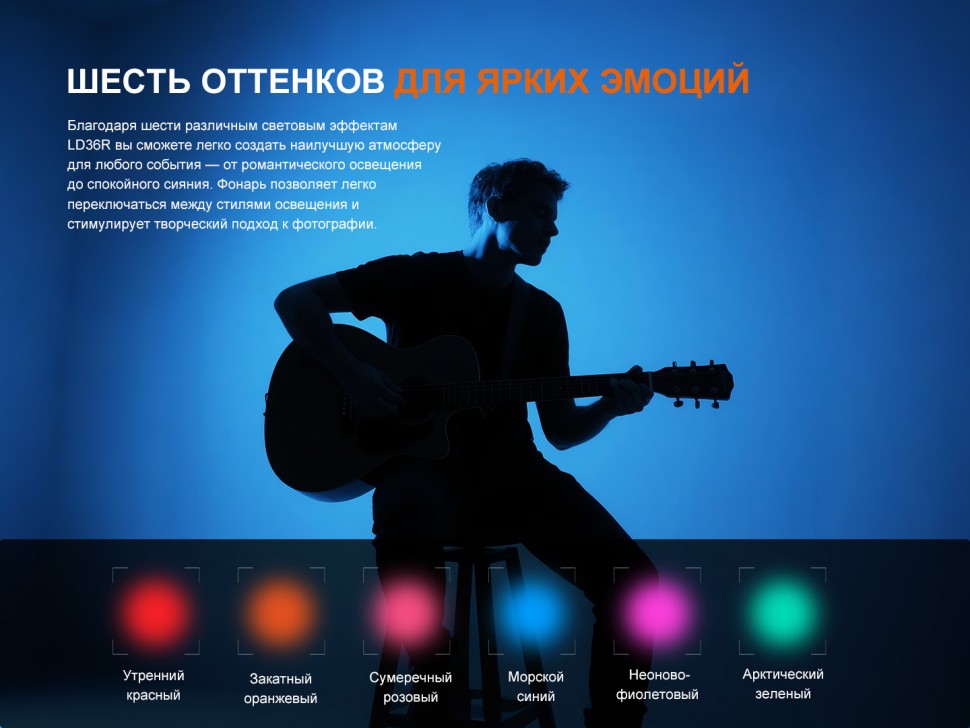 ШЕСТЬ ОТТЕНКОВ ДЛЯ ЯРКИХ ЭМОЦИЙ
Благодаря шести различным световым эффектам
LD36R вы сможете легко создать наилучшую атмосферу
для любого события — от романтического освещения
до спокойного сияния. Фонарь позволяет легко
переключаться между стилями освещения и
стимулирует творческий подход к фотографии.
Утренний
красный
Закатный
оранжевый
Сумеречный
розовый
Морской
синий
Неоново-
фиолетовый
Арктический
зеленый